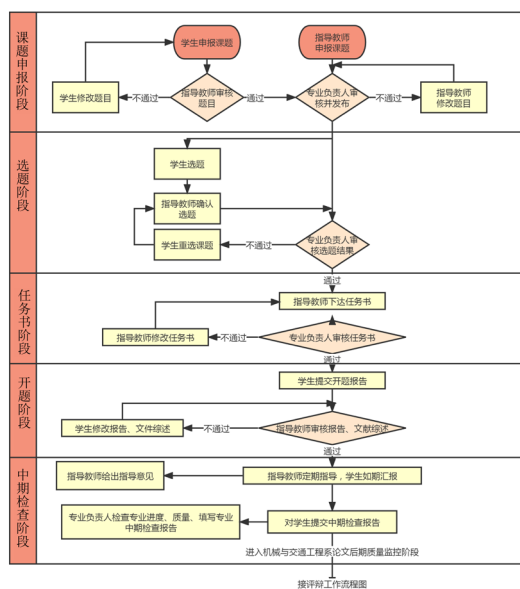 课题申报阶段
学生申报课题
指导教师
申报课题
学生修改题目
不通过
指导教师审核
题目
通过
专业负责人审
核并发布
不通过
指导教师
修改题目
选题阶段
学生选题
指导教师确认
选题
学生重选课题
不通过
专业负责人审
核选题结果
通过
任务书阶段
指导教师下达任务书
指导教师修改任务书
不通过
专业负责人审核任务书
通过
开题阶段
学生提交开题报告
学生修改报告、文件综述
不通过
指导教师审核报告、文献综述
通过
中期检查阶段
指导教师给出指导意见
指导教师定期指导，学生如期汇报
专业负责人检查专业进度、质量、填写专业
中期检查报告
对学生提交中期检查报告
进入机械与交通工程系论文后期质量监控阶段
接评辩工作流程图